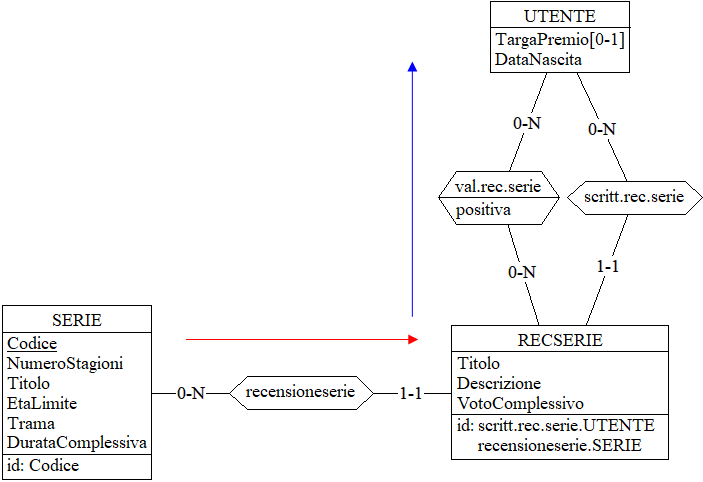 UTENTE
TargaPremio[0-1]
DataNascita
0-N
0-N
val.rec.serie
positiva
scritt.rec.serie
0-N
1-1
SERIE
Codice
NumeroStagioni
Titolo
EtaLimite
Trama
DurataComplessiva
id: Codice
0-N
recensioneserie
1-1
RECSERIE
Titolo
Descrizione
VotoComplessivo
id: scritt.rec.serie.UTENTE
recensioneserie.SERIE